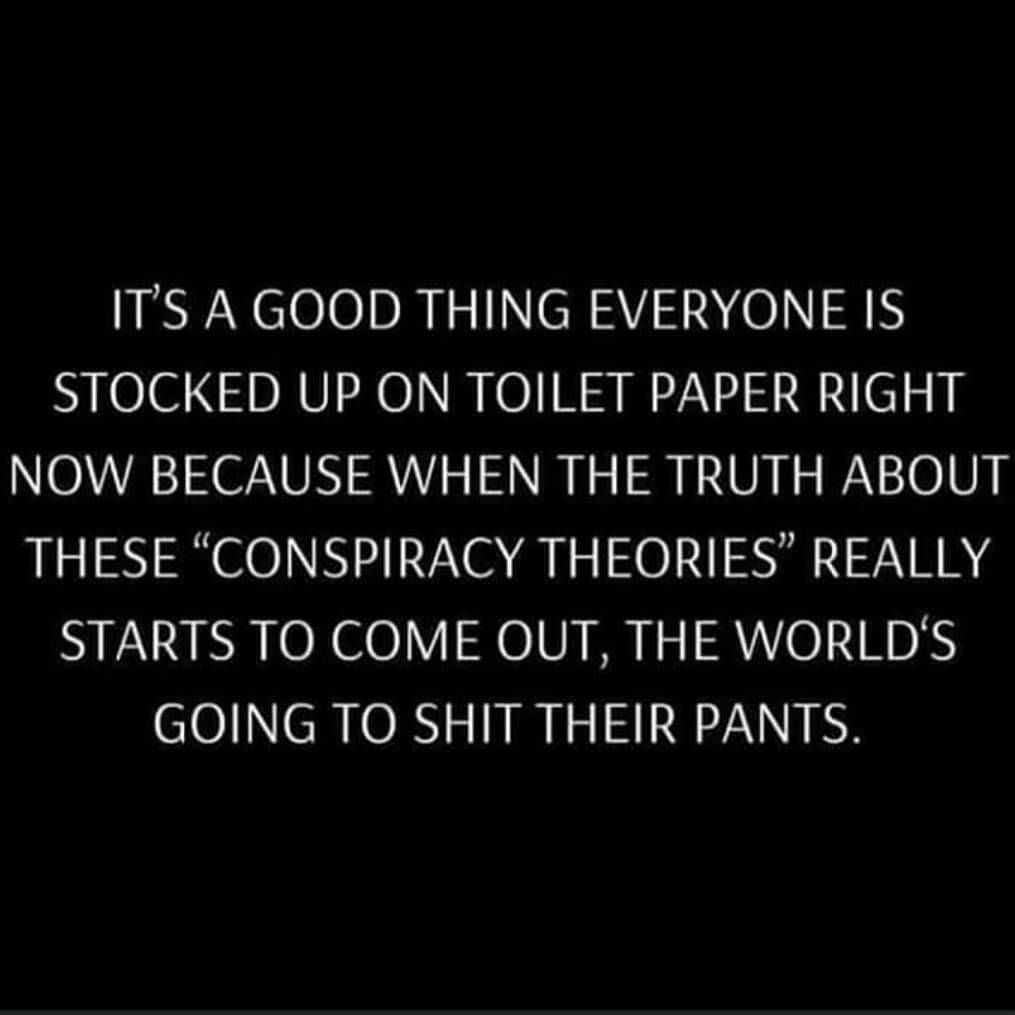 IT’S A GOOD THING EVERYONE IS
STOCKED UP ON TOILET PAPER RIGHT
NOW BECAUSE WHEN THE TRUTH ABOUT
THESE “CONSPIRACY THEORIES” REALLY
STARTS TO COME OUT, THE WORLD‘S
GOING TO SHIT THEIR PANTS.